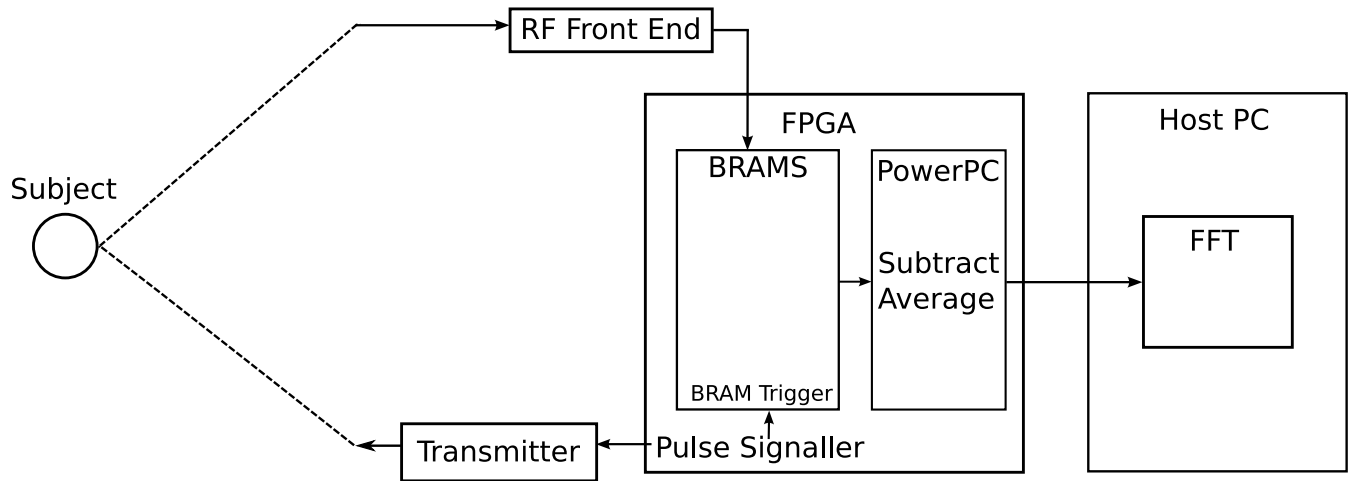 RF Front End
FPGA
Host PC
BRAMS
PowerPC
Subject
FFT
Subtract
Average
BRAM Trigger
Transmitter
Pulse Signaller